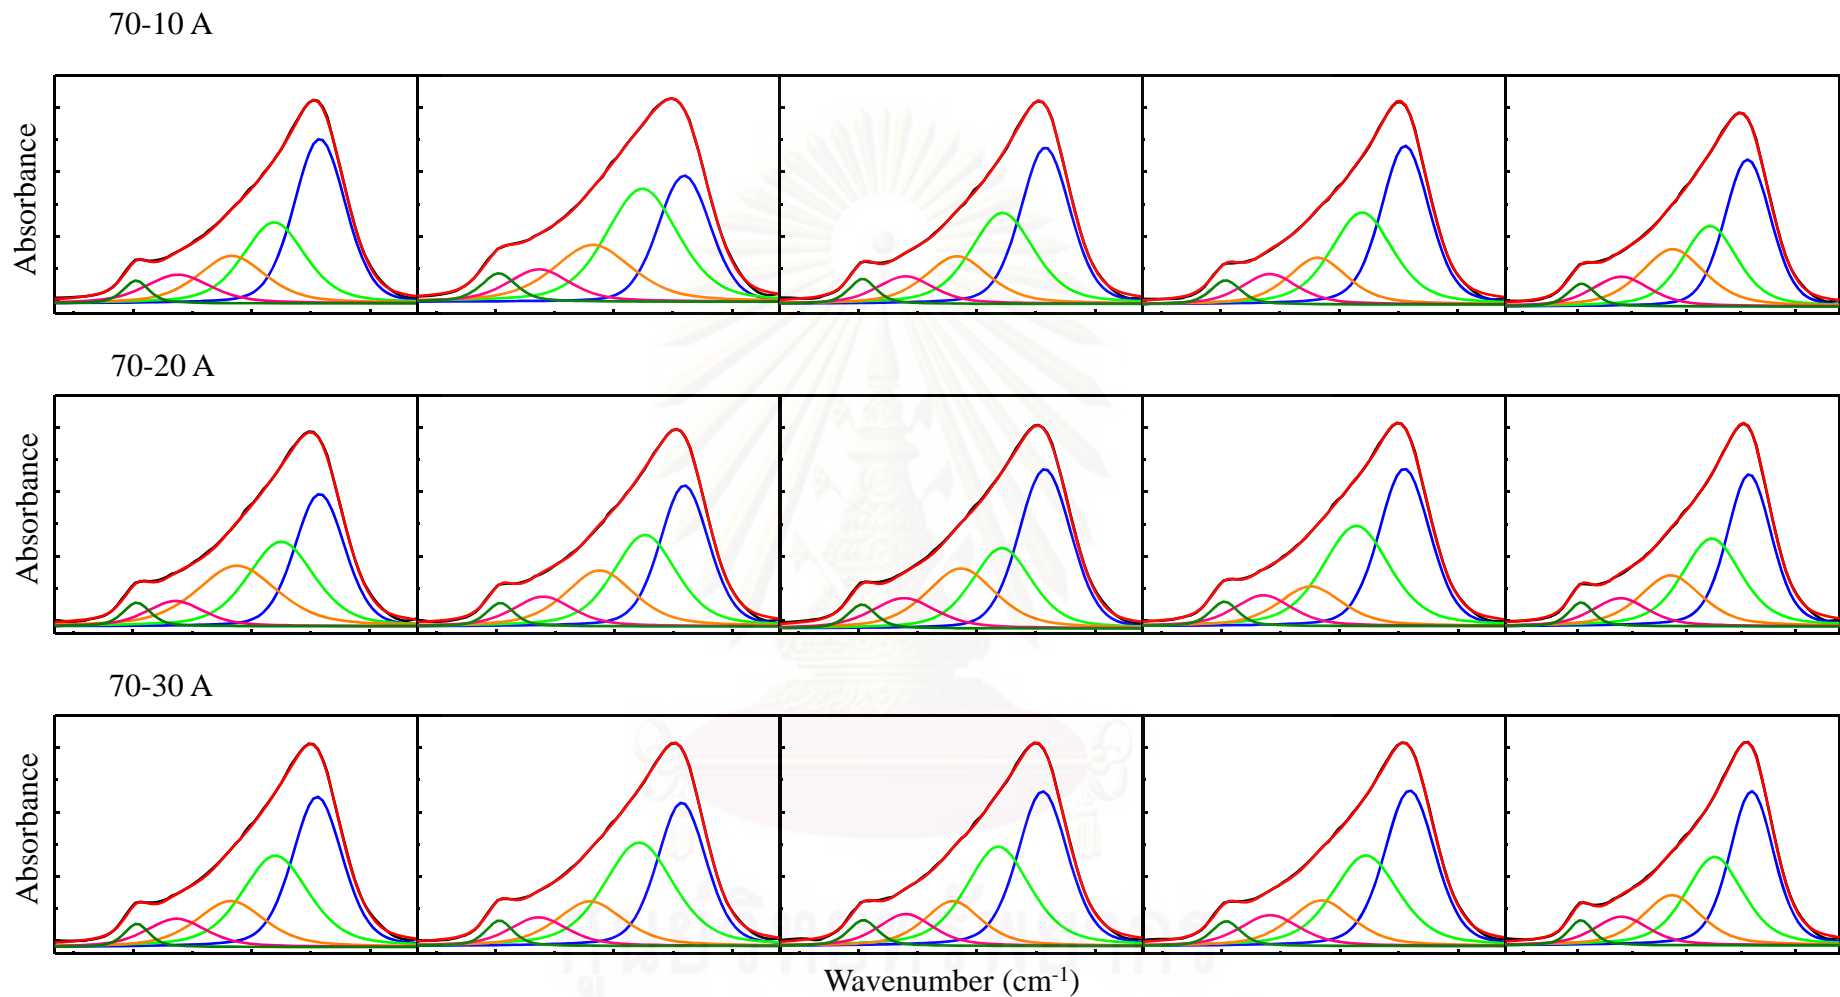 70-10 A
Absorbance
70-20 A
Absorbance
70-30 A
Absorbance
Wavenumber (cm⁻¹)